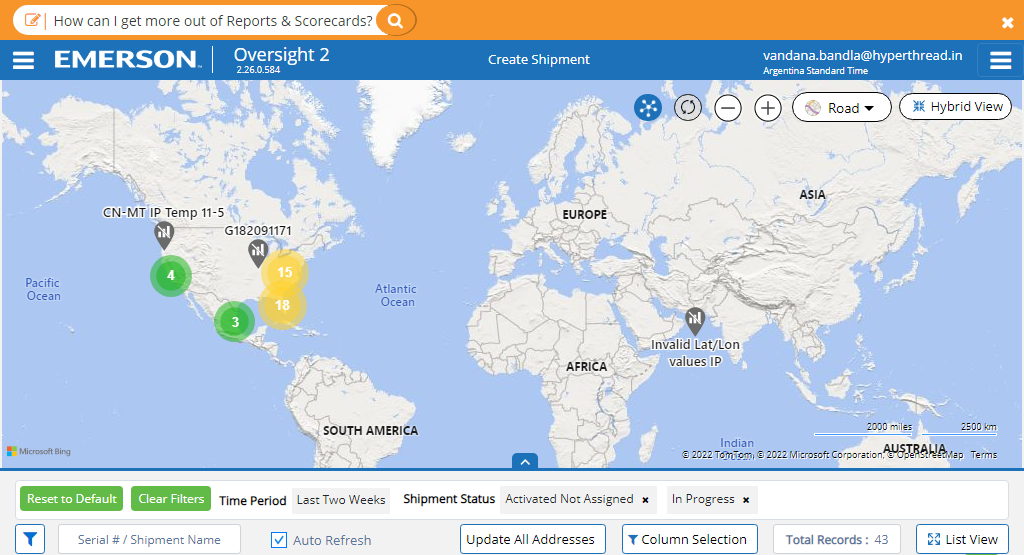 How can I get more out of Reports & Scorecards?
EMERSON
Oversight 2
2.26.0.584
Create Shipment
vandana.bandla@hyperthread.in
Argentina Standard Time
Road
Hybrid View
ASIA
EUROPE
CN-MT IP Temp 11-5
G182091171
4
15
18
3
Pacific
Ocean
Atlantic
Ocean
Invalid Lat/Lon
values IP
AFRICA
SOUTH AMERICA
Indian
Ocean
AUSTRALIA
2000 miles
2500 km
Microsoft Bing
© 2022 TomTom, © 2022 Microsoft Corporation, © OpenStreetMap Terms
Reset to Default
Clear Filters
Time Period
Last Two Weeks
Shipment Status
Activated Not Assigned ×
In Progress ×
Serial # / Shipment Name
Auto Refresh
Update All Addresses
Column Selection
Total Records : 43
List View